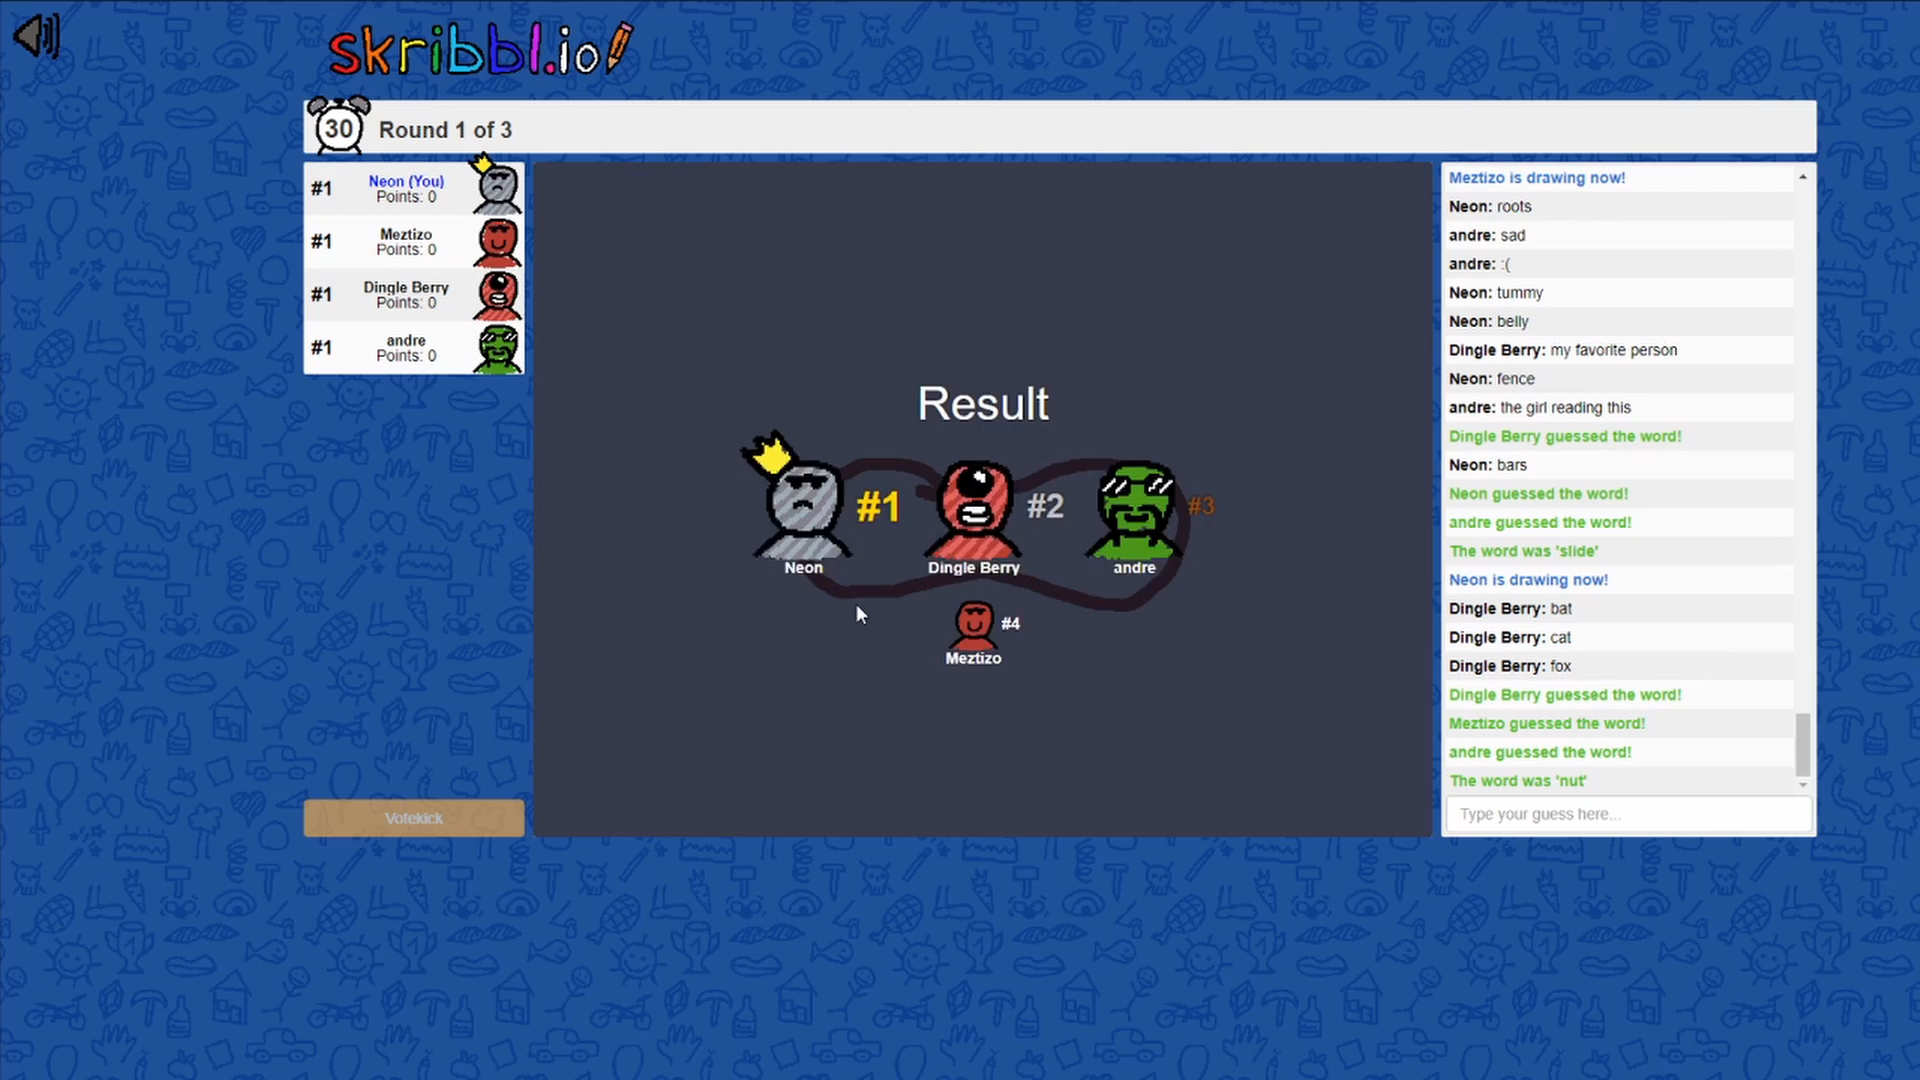 skribbl.io
30
Round 1 of 3
#1
Neon (You)
Points: 0
#1
Meztizo
Points: 0
#1
Dingle Berry
Points: 0
#1
andre
Points: 0
Votekick
Result
#1
#2
#3
Neon
Dingle Berry
andre
#4
Meztizo
Meztizo is drawing now!
Neon: roots
andre: sad
andre: :(
Neon: tummy
Neon: belly
Dingle Berry: my favorite person
Neon: fence
andre: the girl reading this
Dingle Berry guessed the word!
Neon: bars
Neon guessed the word!
andre guessed the word!
The word was 'slide'
Neon is drawing now!
Dingle Berry: bat
Dingle Berry: cat
Dingle Berry: fox
Dingle Berry guessed the word!
Meztizo guessed the word!
andre guessed the word!
The word was 'nut'
Type your guess here...